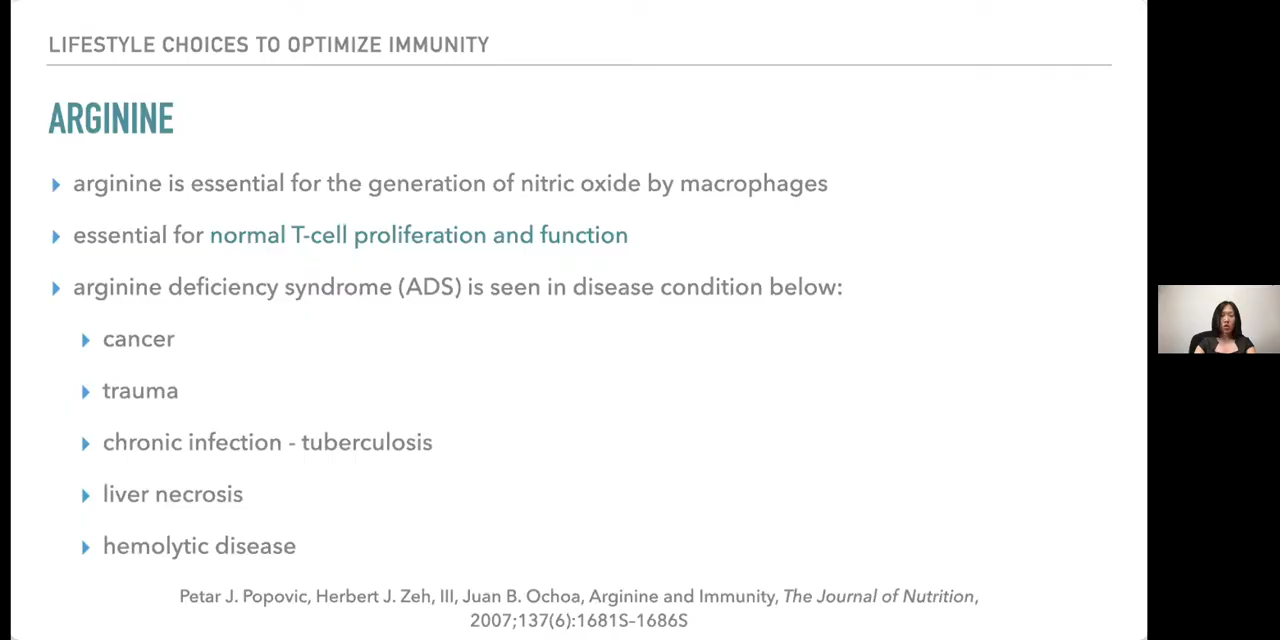 LIFESTYLE CHOICES TO OPTIMIZE IMMUNITY
ARGININE
arginine is essential for the generation of nitric oxide by macrophages
essential for normal T-cell proliferation and function
arginine deficiency syndrome (ADS) is seen in disease condition below:
cancer
trauma
chronic infection - tuberculosis
liver necrosis
hemolytic disease
Petar J. Popovic, Herbert J. Zeh, III, Juan B. Ochoa, Arginine and Immunity, The Journal of Nutrition,
2007;137(6):1681S–1686S